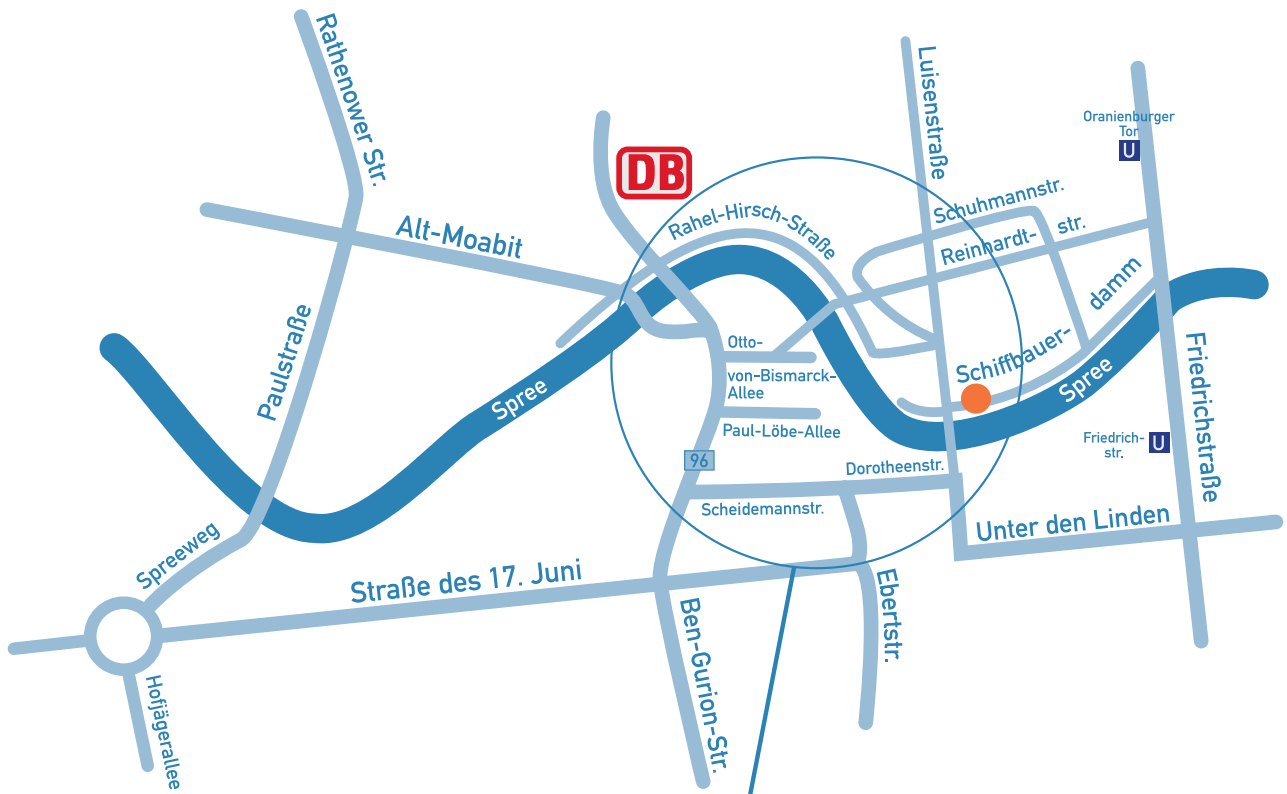 Rathenower Str.
Luisenstraße
Oranienburger
Tor
U
DB
Schuhmannstr.
Rahel-Hirsch-Straße
Alt-Moabit
Reinhardt-
str.
damm
Paulstraße
Otto-
von-Bismarck-
Allee
Schiffbauer-
Spree
Spree
Friedrichstraße
Paul-Löbe-Allee
Friedrich-
str.
U
96
Dorotheenstr.
Scheidemannstr.
Unter den Linden
Spreeweg
Straße des 17. Juni
Ebertstr.
Ben-Gurion-Str.
Hofjägerallee